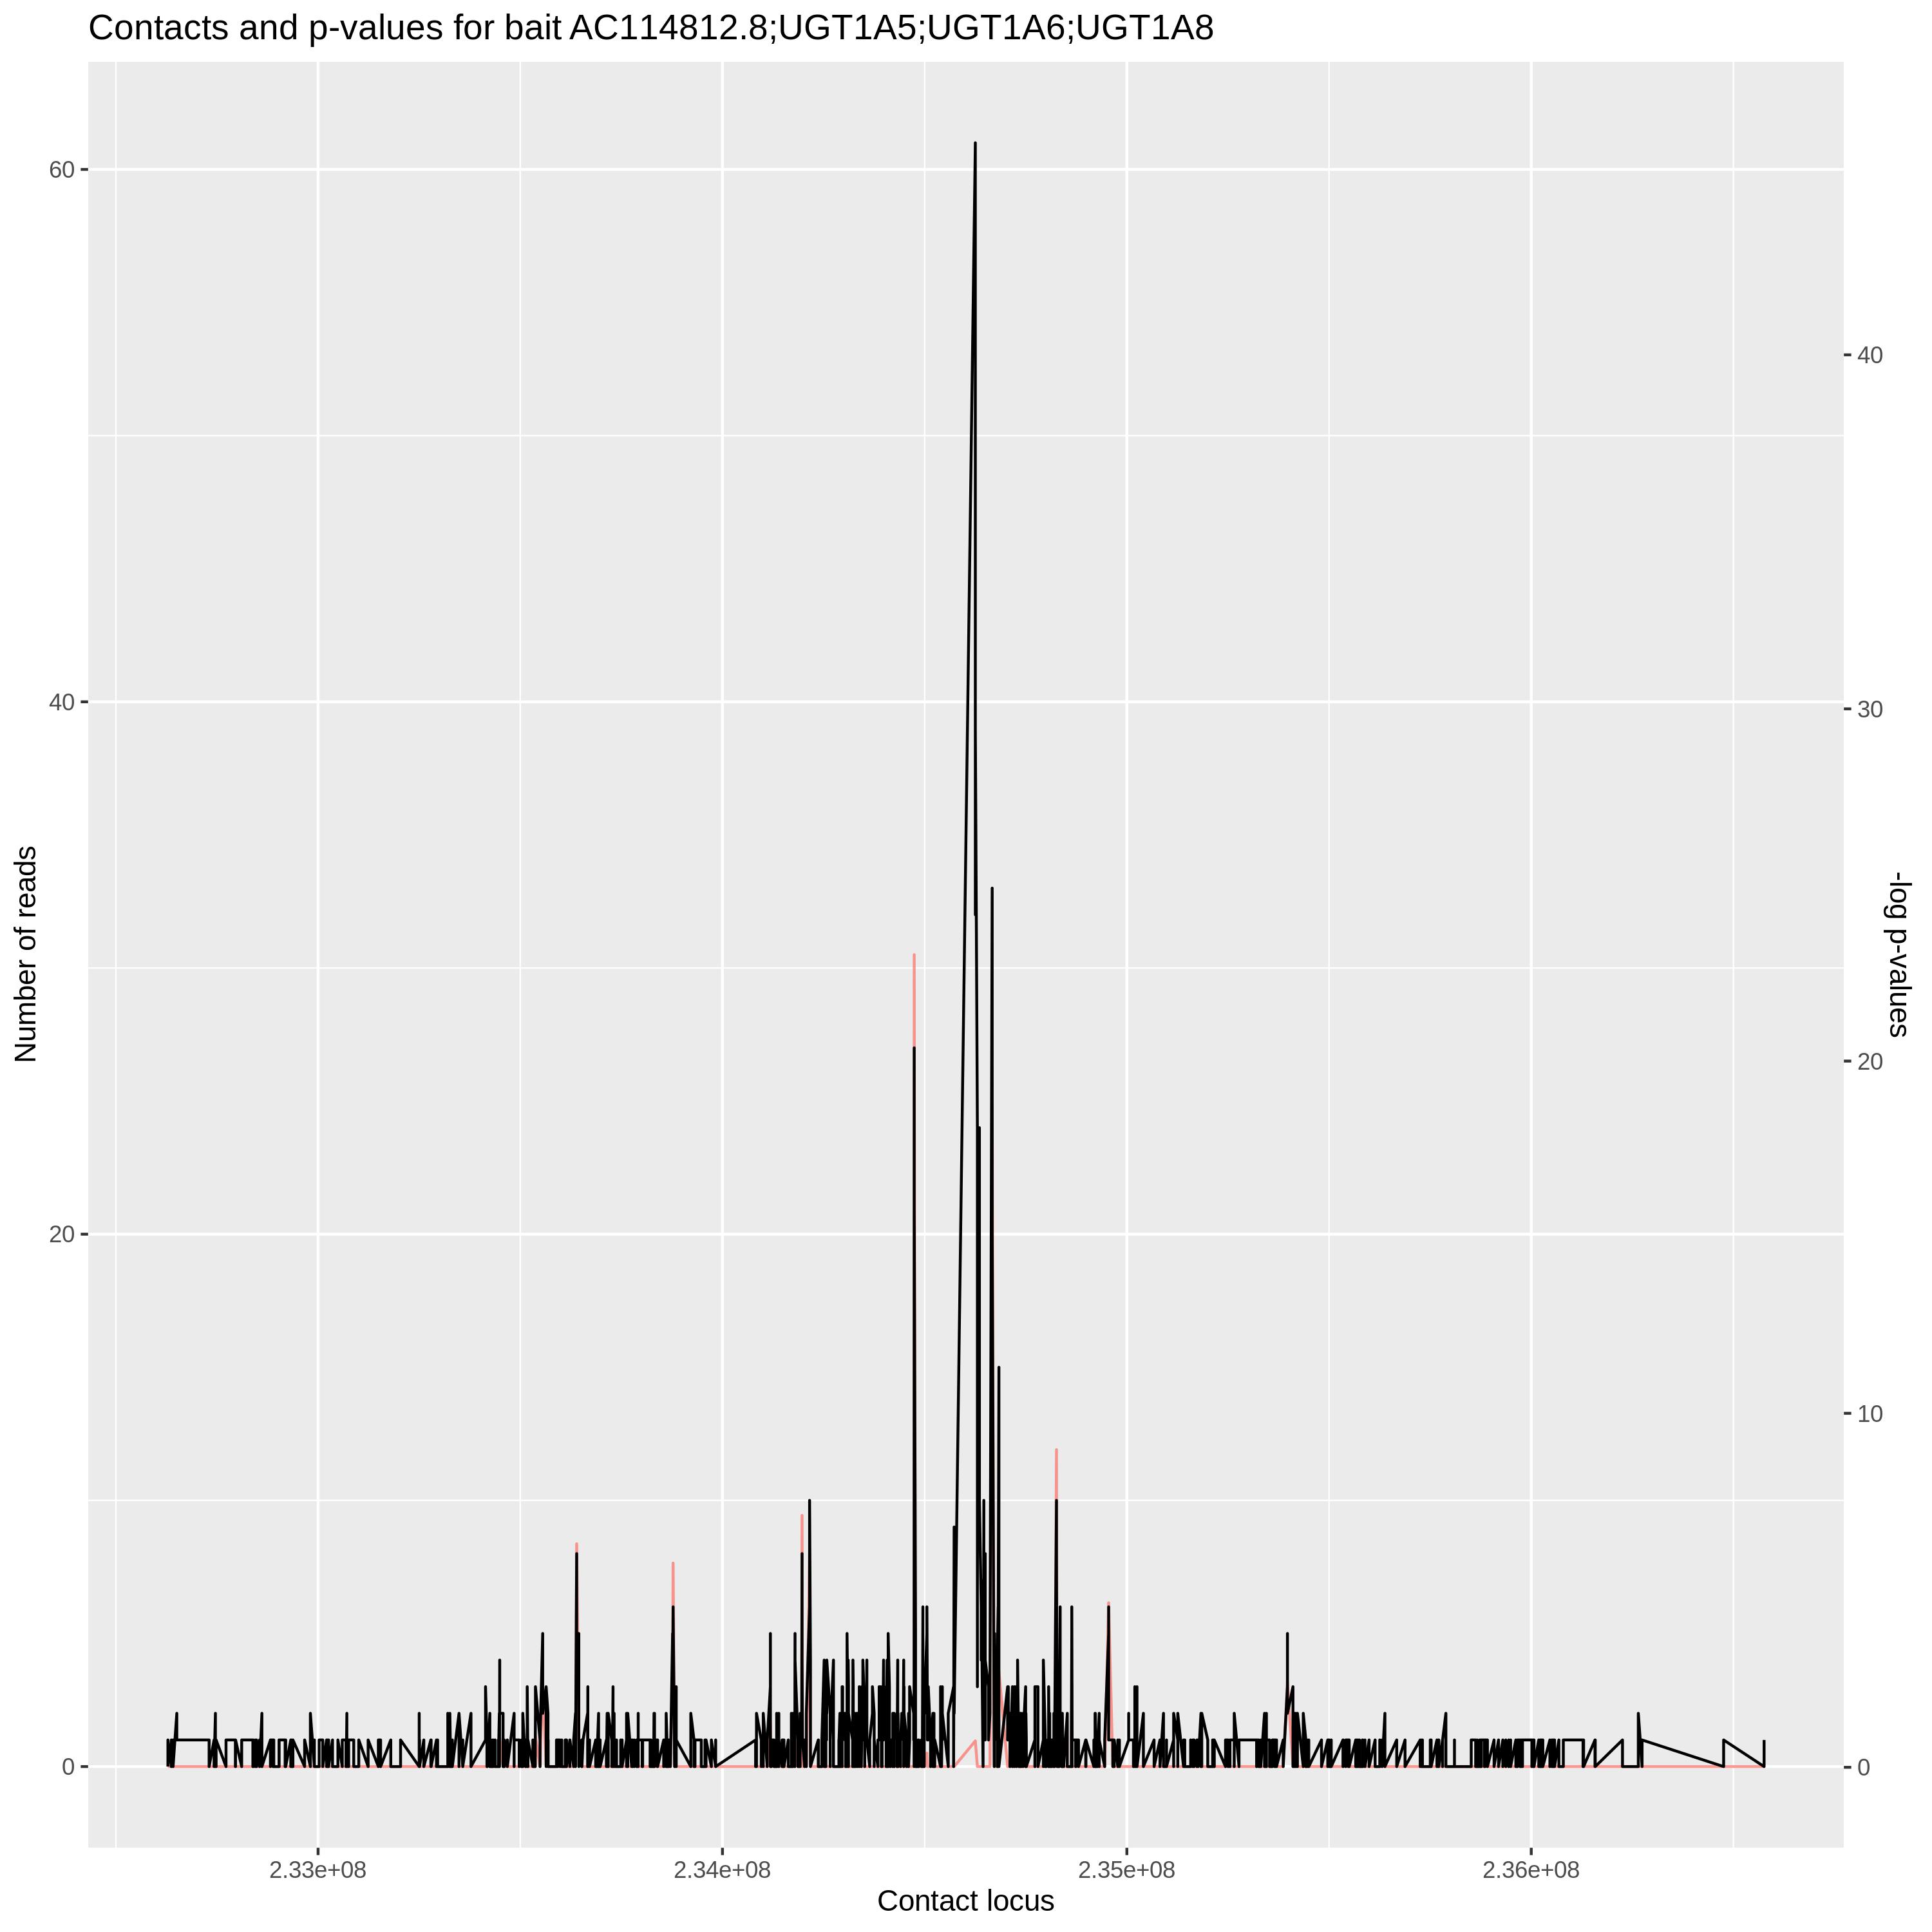 Contacts and p-values for bait AC114812.8;UGT1A5;UGT1A6;UGT1A8
60
40
20
0
Number of reads
40
30
20
10
0
-log p-values
2.33e+08 2.34e+08 2.35e+08 2.36e+08
Contact locus